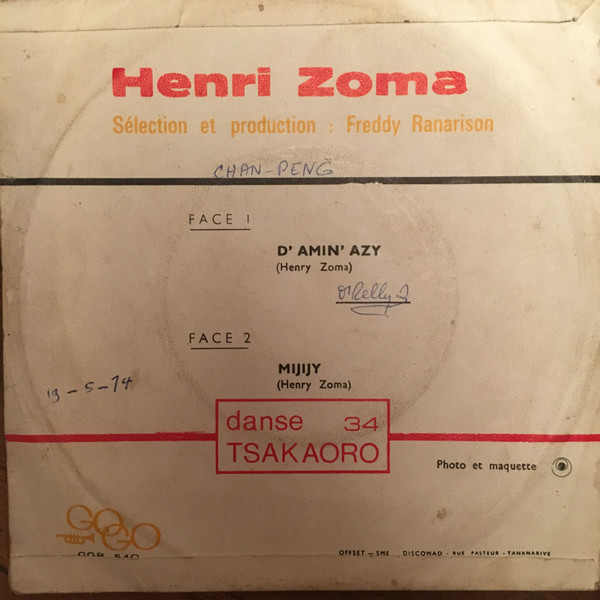 Henri Zoma
Sélection et production : Freddy Ranarison
CHAN-PENG
FACE 1
D' AMIN' AZY
(Henry Zoma)
FACE 2
MIJIJY
(Henry Zoma)
-5-74
danse 34
TSAKAORO
Photo et maquette
GOGO
OFFSET - SME DISCOMAD - RUE PASTEUR - TANANARIVE